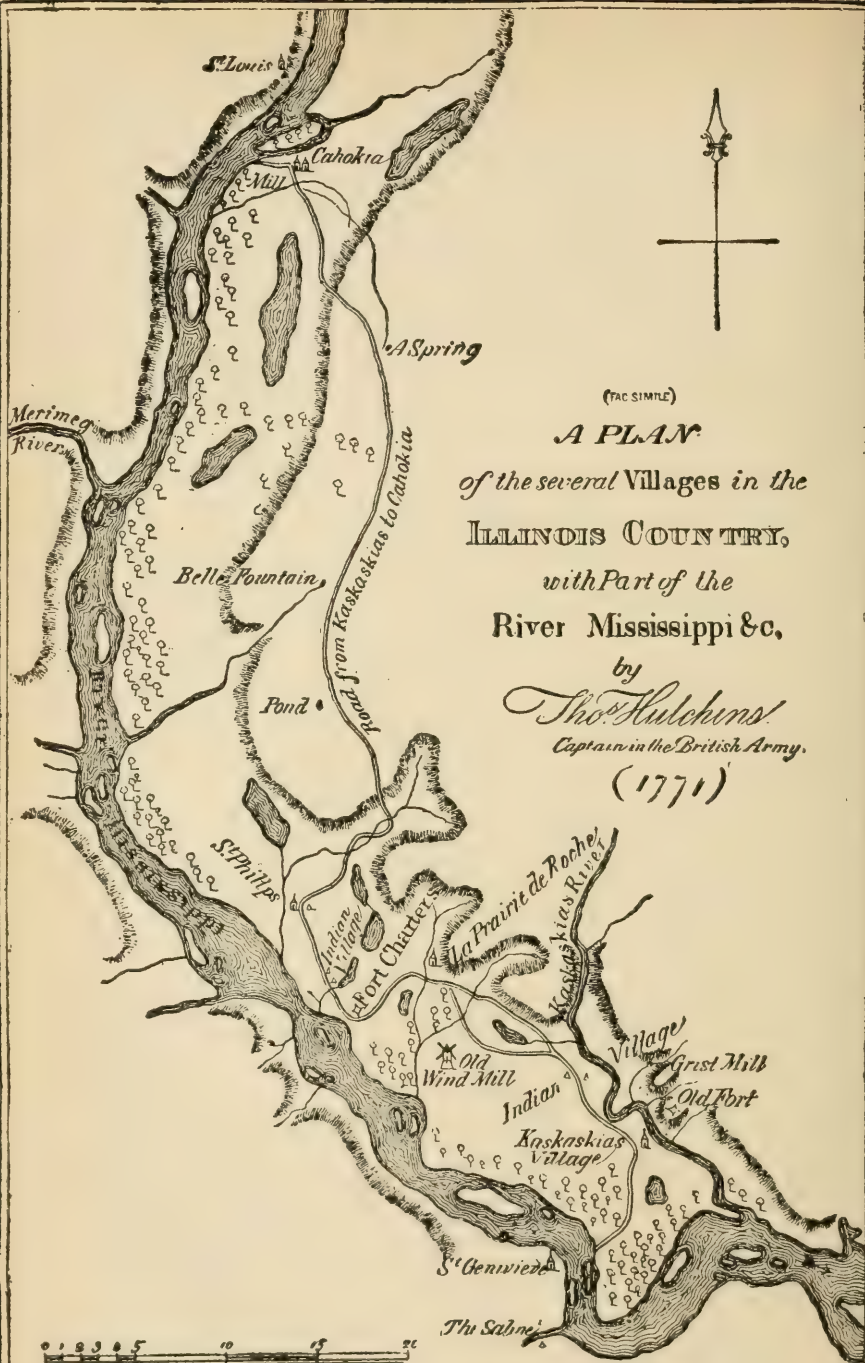 St. Louis
Cahokia
Mill
A Spring
(FAC SIMILE)
A PLAN
of the several Villages in the
ILLINOIS COUNTRY,
with Part of the
River Mississippi &c.
by
Thos. Hutchins.
Captain in the British Army.
(1771)
Merimeg
River
Road from Kaskaskias to Cahokia
Belle Fountain
River
Mississippi
Pond
St. Philips
Indian
Village
Fort Charters
La Prairie de Roche
Kaskaskias River
Village
Grist Mill
Old Fort
Old
Wind Mill
Indian
Kaskaskias
Village
St. Genevieve
The Saline
0 1 2 3 4 5 10 15 20